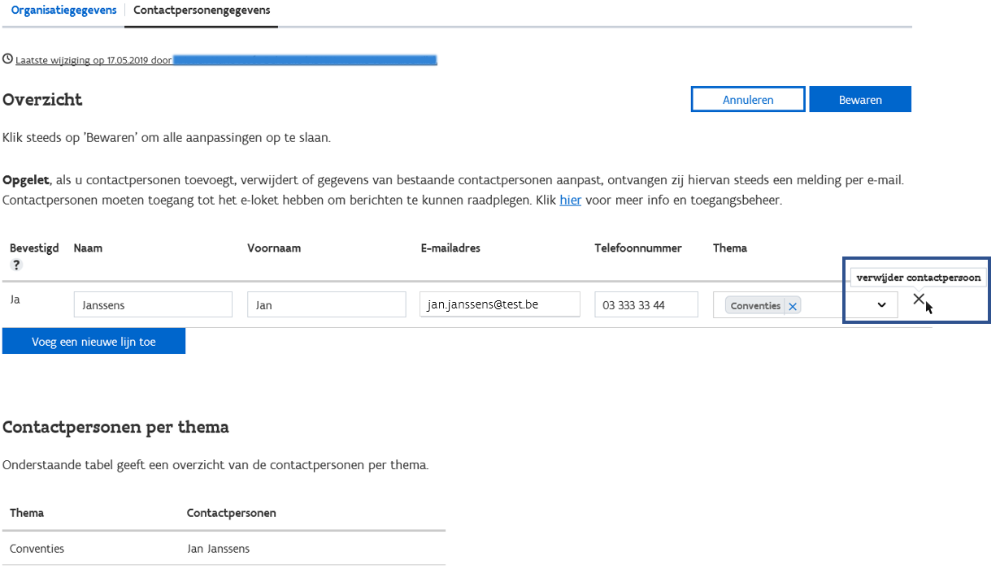 Organisatiegegevens Contactpersonengegevens
Laatste wijziging op 17.05.2019 door
Overzicht Annuleren Bewaren
Klik steeds op 'Bewaren' om alle aanpassingen op te slaan.
Opgelet, als u contactpersonen toevoegt, verwijdert of gegevens van bestaande contactpersonen aanpast, ontvangen zij hiervan steeds een melding per e-mail.
Contactpersonen moeten toegang tot het e-loket hebben om berichten te kunnen raadplegen. Klik hier voor meer info en toegangsbeheer.
Bevestigd Naam Voornaam E-mailadres Telefoonnummer Thema
?
verwijder contactpersoon
Ja Janssens Jan jan.janssens@test.be 03 333 33 44 Conventies
Voeg een nieuwe lijn toe
Contactpersonen per thema
Onderstaande tabel geeft een overzicht van de contactpersonen per thema.
Thema Contactpersonen
Conventies Jan Janssens